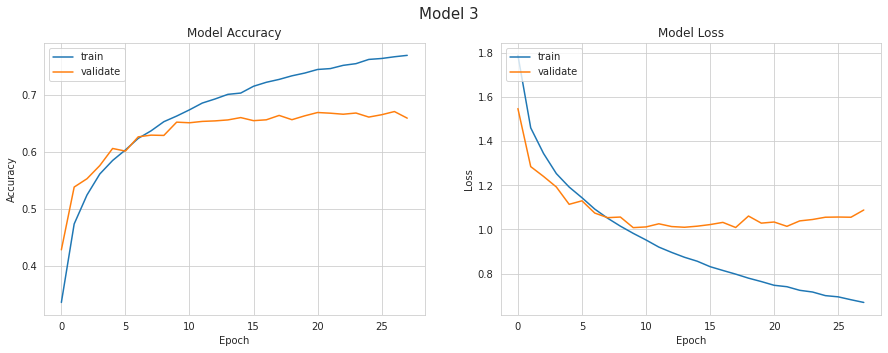 Model 3
Model Accuracy
train
validate
0.7
0.6
0.5
0.4
Accuracy
0
5
10
15
20
25
Epoch
Model Loss
train
validate
1.8
1.6
1.4
1.2
1.0
0.8
Loss
0
5
10
15
20
25
Epoch